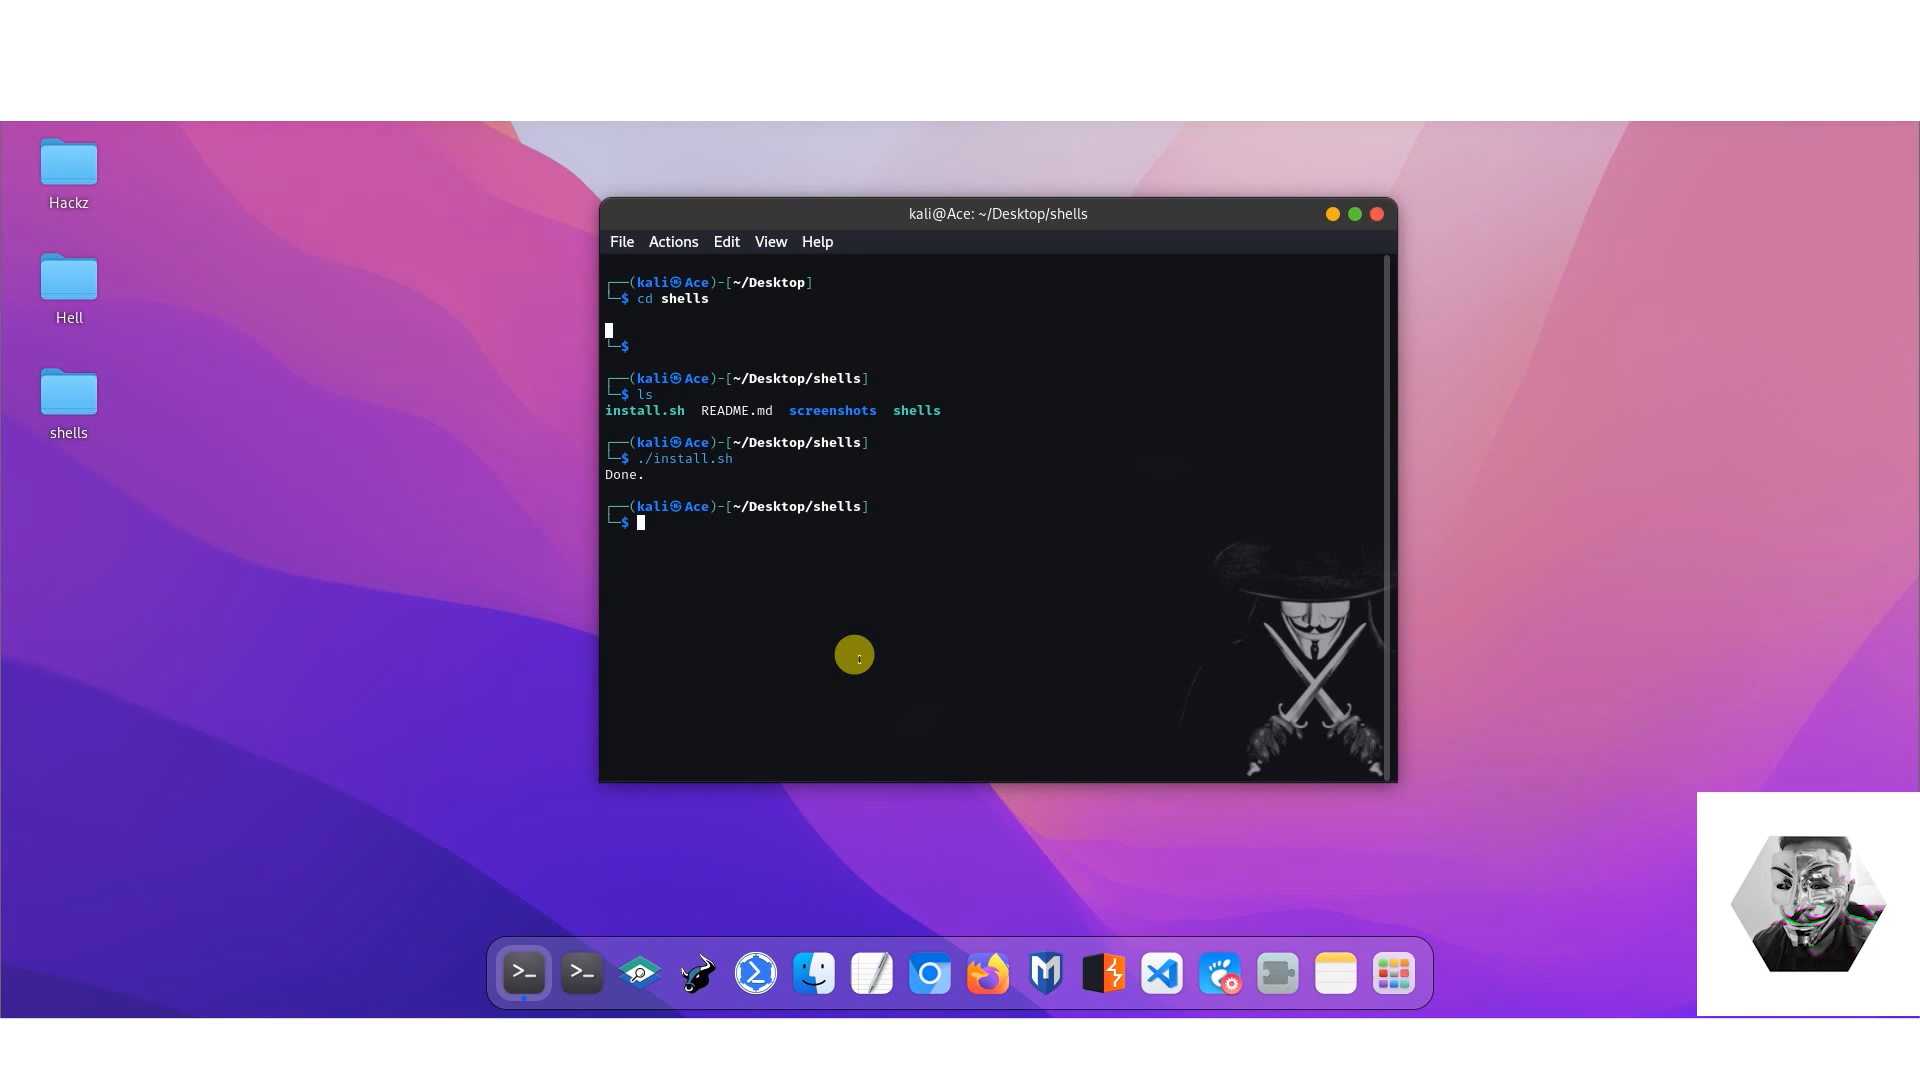 Hackz
Hell
shells
kali@Ace: ~/Desktop/shells
File Actions Edit View Help
┌──(kali㉿Ace)-[~/Desktop]
└─$ cd shells
└─$
┌──(kali㉿Ace)-[~/Desktop/shells]
└─$ ls
install.sh README.md screenshots shells
┌──(kali㉿Ace)-[~/Desktop/shells]
└─$ ./install.sh
Done.
┌──(kali㉿Ace)-[~/Desktop/shells]
└─$